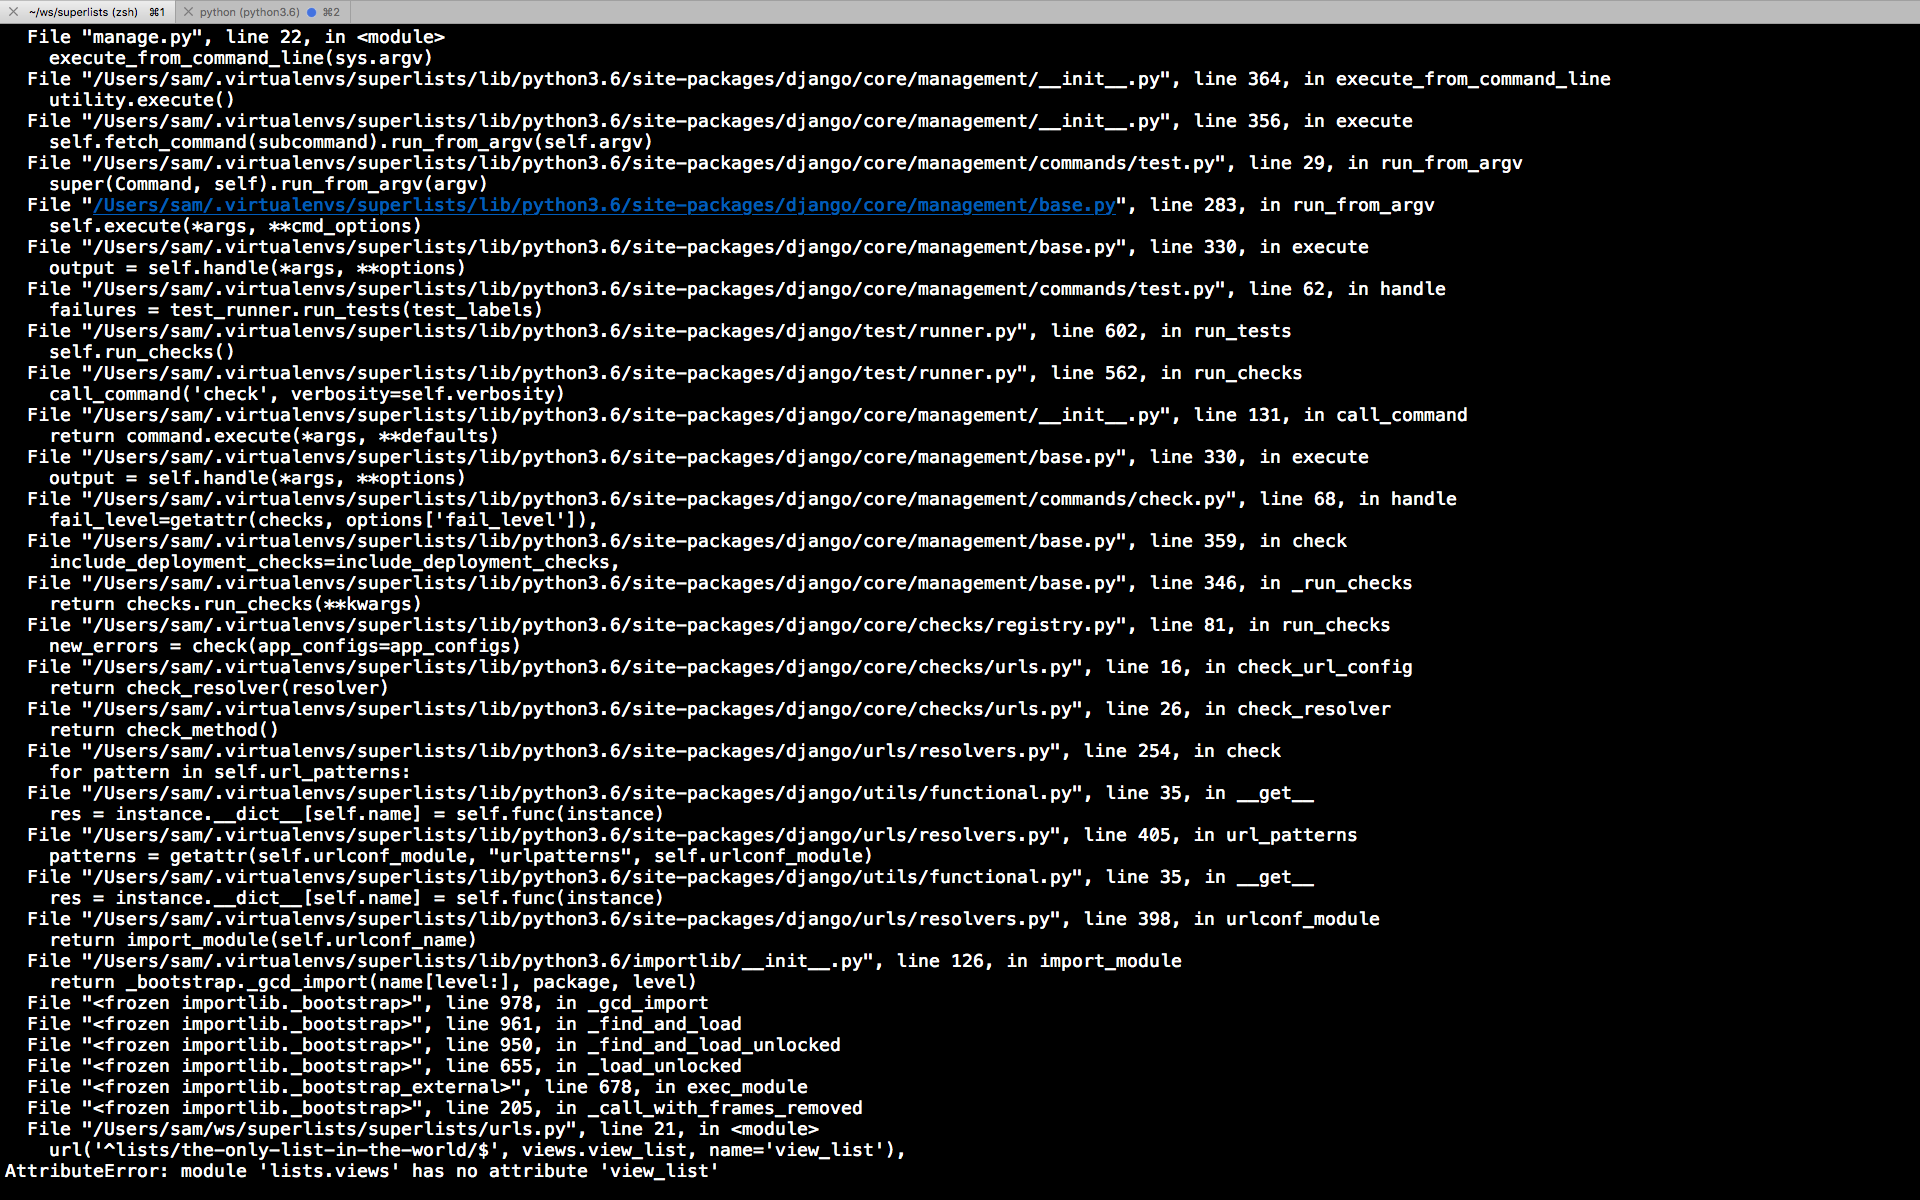 ~/ws/superlists (zsh) ⌘1 python (python3.6) ⌘2
File "manage.py", line 22, in <module>
execute_from_command_line(sys.argv)
File "/Users/sam/.virtualenvs/superlists/lib/python3.6/site-packages/django/core/management/__init__.py", line 364, in execute_from_command_line
utility.execute()
File "/Users/sam/.virtualenvs/superlists/lib/python3.6/site-packages/django/core/management/__init__.py", line 356, in execute
self.fetch_command(subcommand).run_from_argv(self.argv)
File "/Users/sam/.virtualenvs/superlists/lib/python3.6/site-packages/django/core/management/commands/test.py", line 29, in run_from_argv
super(Command, self).run_from_argv(argv)
File "/Users/sam/.virtualenvs/superlists/lib/python3.6/site-packages/django/core/management/base.py", line 283, in run_from_argv
self.execute(*args, **cmd_options)
File "/Users/sam/.virtualenvs/superlists/lib/python3.6/site-packages/django/core/management/base.py", line 330, in execute
output = self.handle(*args, **options)
File "/Users/sam/.virtualenvs/superlists/lib/python3.6/site-packages/django/core/management/commands/test.py", line 62, in handle
failures = test_runner.run_tests(test_labels)
File "/Users/sam/.virtualenvs/superlists/lib/python3.6/site-packages/django/test/runner.py", line 602, in run_tests
self.run_checks()
File "/Users/sam/.virtualenvs/superlists/lib/python3.6/site-packages/django/test/runner.py", line 562, in run_checks
call_command('check', verbosity=self.verbosity)
File "/Users/sam/.virtualenvs/superlists/lib/python3.6/site-packages/django/core/management/__init__.py", line 131, in call_command
return command.execute(*args, **defaults)
File "/Users/sam/.virtualenvs/superlists/lib/python3.6/site-packages/django/core/management/base.py", line 330, in execute
output = self.handle(*args, **options)
File "/Users/sam/.virtualenvs/superlists/lib/python3.6/site-packages/django/core/management/commands/check.py", line 68, in handle
fail_level=getattr(checks, options['fail_level']),
File "/Users/sam/.virtualenvs/superlists/lib/python3.6/site-packages/django/core/management/base.py", line 359, in check
include_deployment_checks=include_deployment_checks,
File "/Users/sam/.virtualenvs/superlists/lib/python3.6/site-packages/django/core/management/base.py", line 346, in _run_checks
return checks.run_checks(**kwargs)
File "/Users/sam/.virtualenvs/superlists/lib/python3.6/site-packages/django/core/checks/registry.py", line 81, in run_checks
new_errors = check(app_configs=app_configs)
File "/Users/sam/.virtualenvs/superlists/lib/python3.6/site-packages/django/core/checks/urls.py", line 16, in check_url_config
return check_resolver(resolver)
File "/Users/sam/.virtualenvs/superlists/lib/python3.6/site-packages/django/core/checks/urls.py", line 26, in check_resolver
return check_method()
File "/Users/sam/.virtualenvs/superlists/lib/python3.6/site-packages/django/urls/resolvers.py", line 254, in check
for pattern in self.url_patterns:
File "/Users/sam/.virtualenvs/superlists/lib/python3.6/site-packages/django/utils/functional.py", line 35, in __get__
res = instance.__dict__[self.name] = self.func(instance)
File "/Users/sam/.virtualenvs/superlists/lib/python3.6/site-packages/django/urls/resolvers.py", line 405, in url_patterns
patterns = getattr(self.urlconf_module, "urlpatterns", self.urlconf_module)
File "/Users/sam/.virtualenvs/superlists/lib/python3.6/site-packages/django/utils/functional.py", line 35, in __get__
res = instance.__dict__[self.name] = self.func(instance)
File "/Users/sam/.virtualenvs/superlists/lib/python3.6/site-packages/django/urls/resolvers.py", line 398, in urlconf_module
return import_module(self.urlconf_name)
File "/Users/sam/.virtualenvs/superlists/lib/python3.6/importlib/__init__.py", line 126, in import_module
return _bootstrap._gcd_import(name[level:], package, level)
File "<frozen importlib._bootstrap>", line 978, in _gcd_import
File "<frozen importlib._bootstrap>", line 961, in _find_and_load
File "<frozen importlib._bootstrap>", line 950, in _find_and_load_unlocked
File "<frozen importlib._bootstrap>", line 655, in _load_unlocked
File "<frozen importlib._bootstrap_external>", line 678, in exec_module
File "<frozen importlib._bootstrap>", line 205, in _call_with_frames_removed
File "/Users/sam/ws/superlists/superlists/urls.py", line 21, in <module>
url('^lists/the-only-list-in-the-world/$', views.view_list, name='view_list'),
AttributeError: module 'lists.views' has no attribute 'view_list'